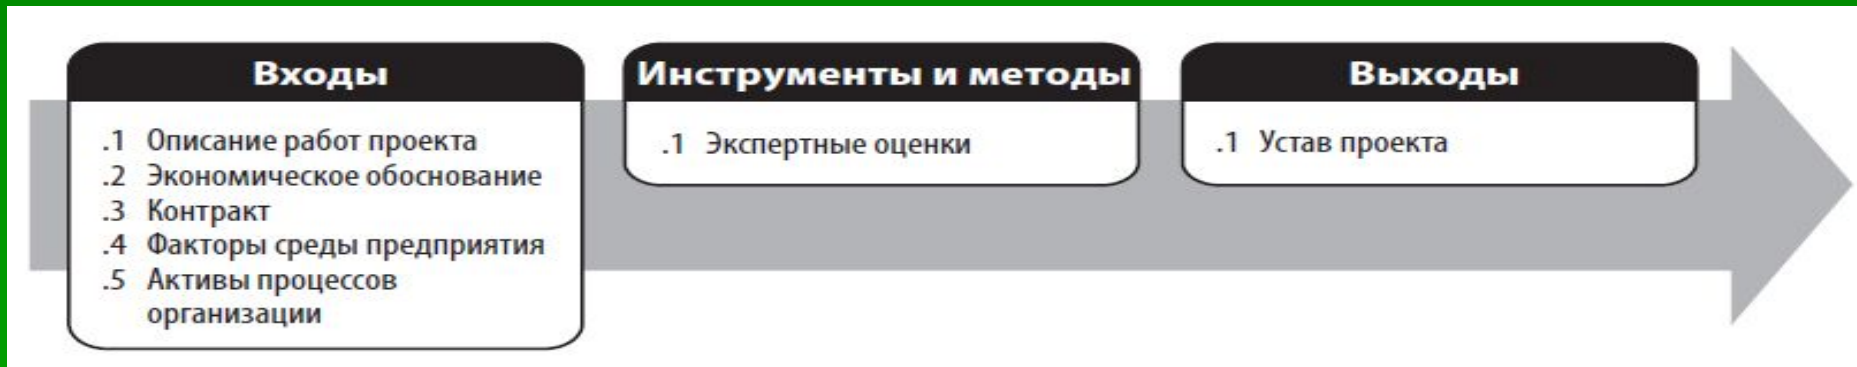 Входы
.1 Описание работ проекта
.2 Экономическое обоснование
.3 Контракт
.4 Факторы среды предприятия
.5 Активы процессов
организации
Инструменты и методы
.1 Экспертные оценки
Выходы
.1 Устав проекта